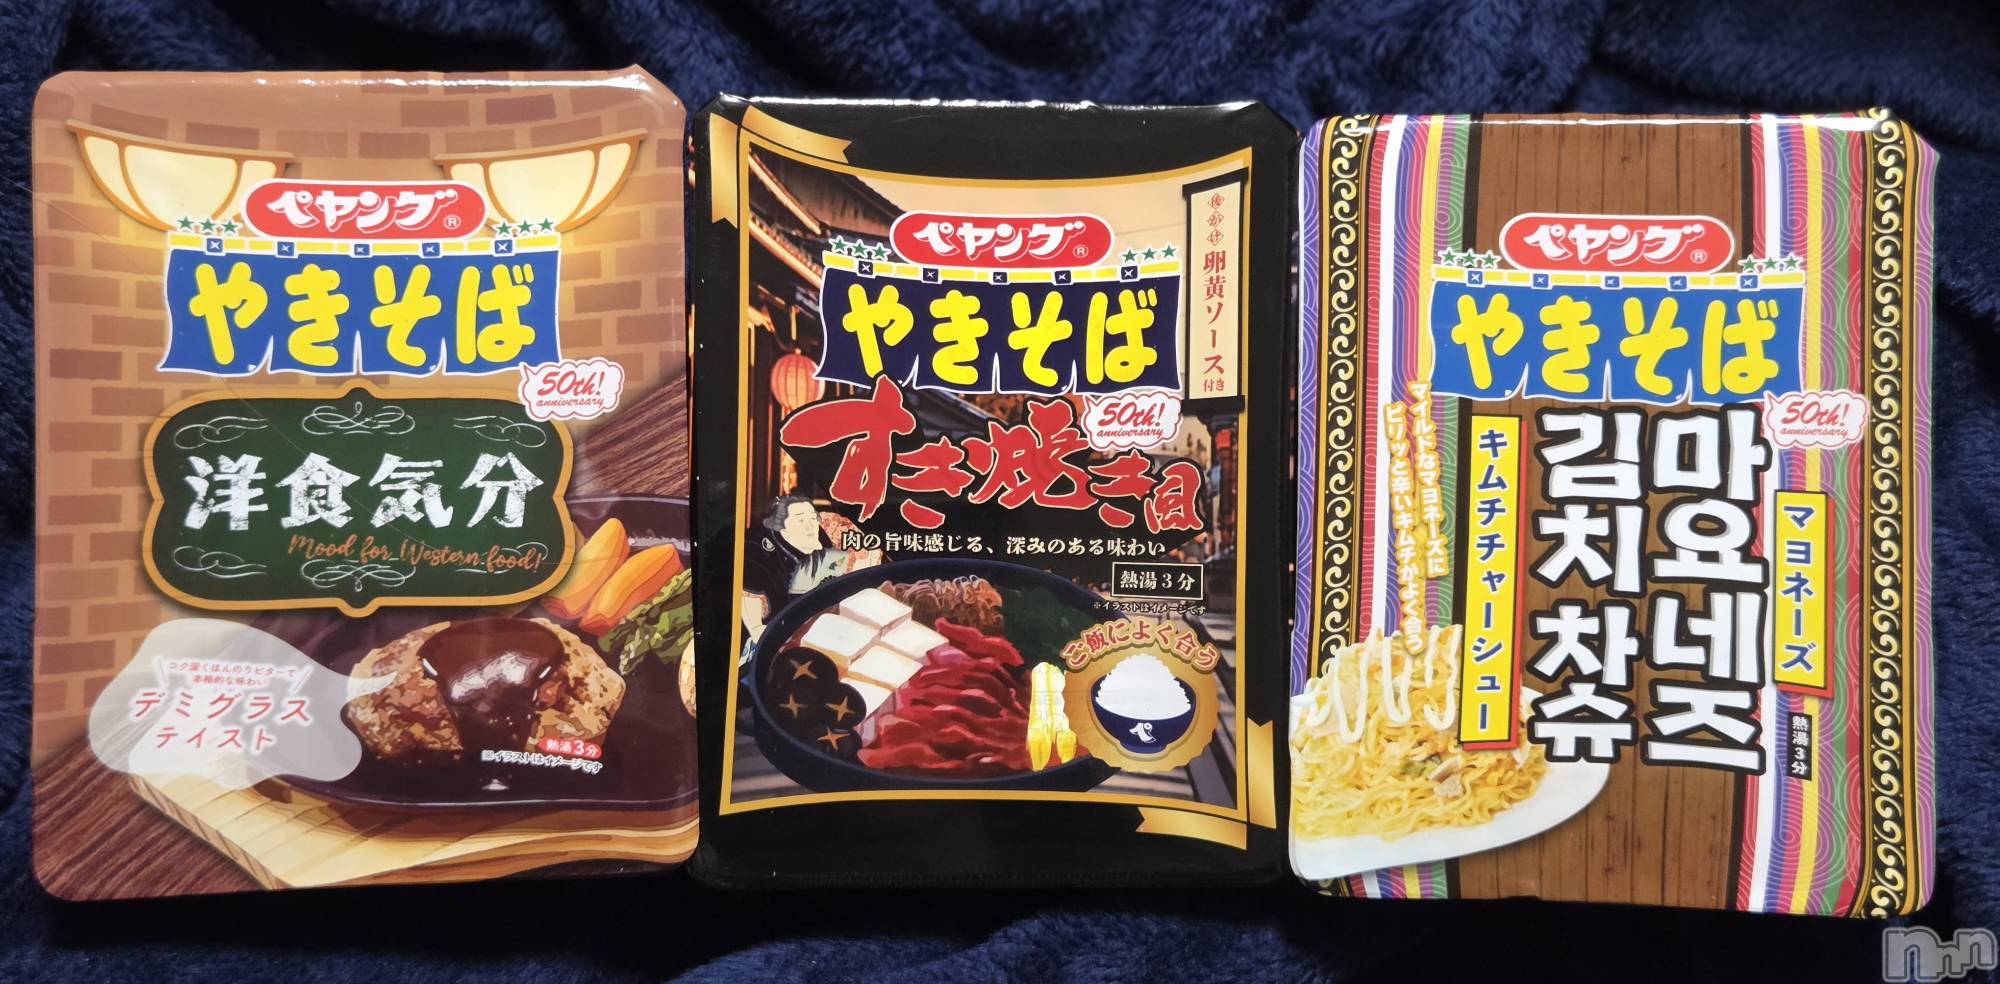 ペヤング®
やきそば
50th!
anniversary
洋食気分
Mood for Western food!
コク深くほんのりビターで
本格的な味わい
デミグラス
テイスト
熱湯3分
※イラストはイメージです
ペヤング®
やきそば
後かけ卵黄ソース付き
50th!
anniversary
すき焼き風
肉の旨味感じる、深みのある味わい
熱湯3分
※イラストはイメージです
ご飯によく合う
ペ
ペヤング®
やきそば
50th!
anniversary
マヨネーズ
마요네즈
김치 차슈
キムチチャーシュー
マイルドなマヨネーズに
ピリッと辛いキムチがよく合う
熱湯3分
nnn